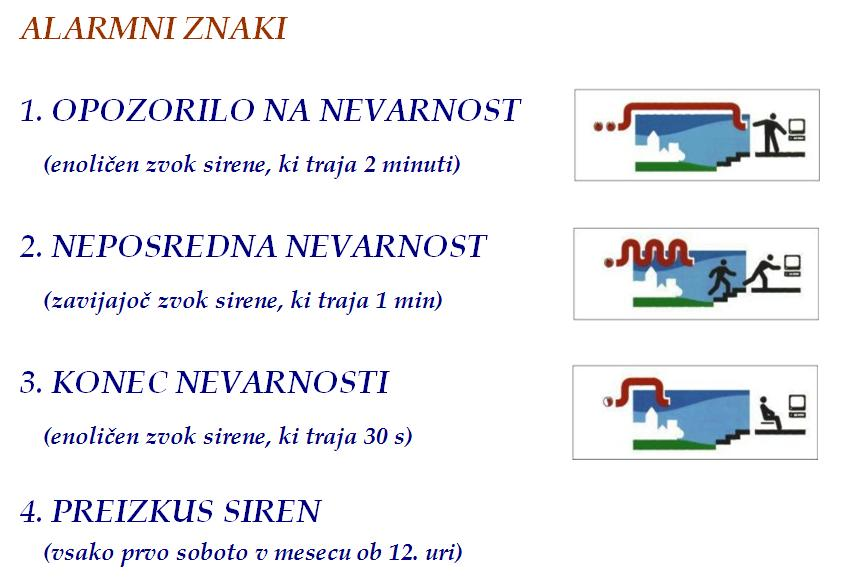 ALARMNI ZNAKI
1. OPOZORILO NA NEVARNOST
(enoličen zvok sirene, ki traja 2 minuti)
2. NEPOSREDNA NEVARNOST
(zavijajoč zvok sirene, ki traja 1 min)
3. KONEC NEVARNOSTI
(enoličen zvok sirene, ki traja 30 s)
4. PREIZKUS SIREN
(vsako prvo soboto v mesecu ob 12. uri)